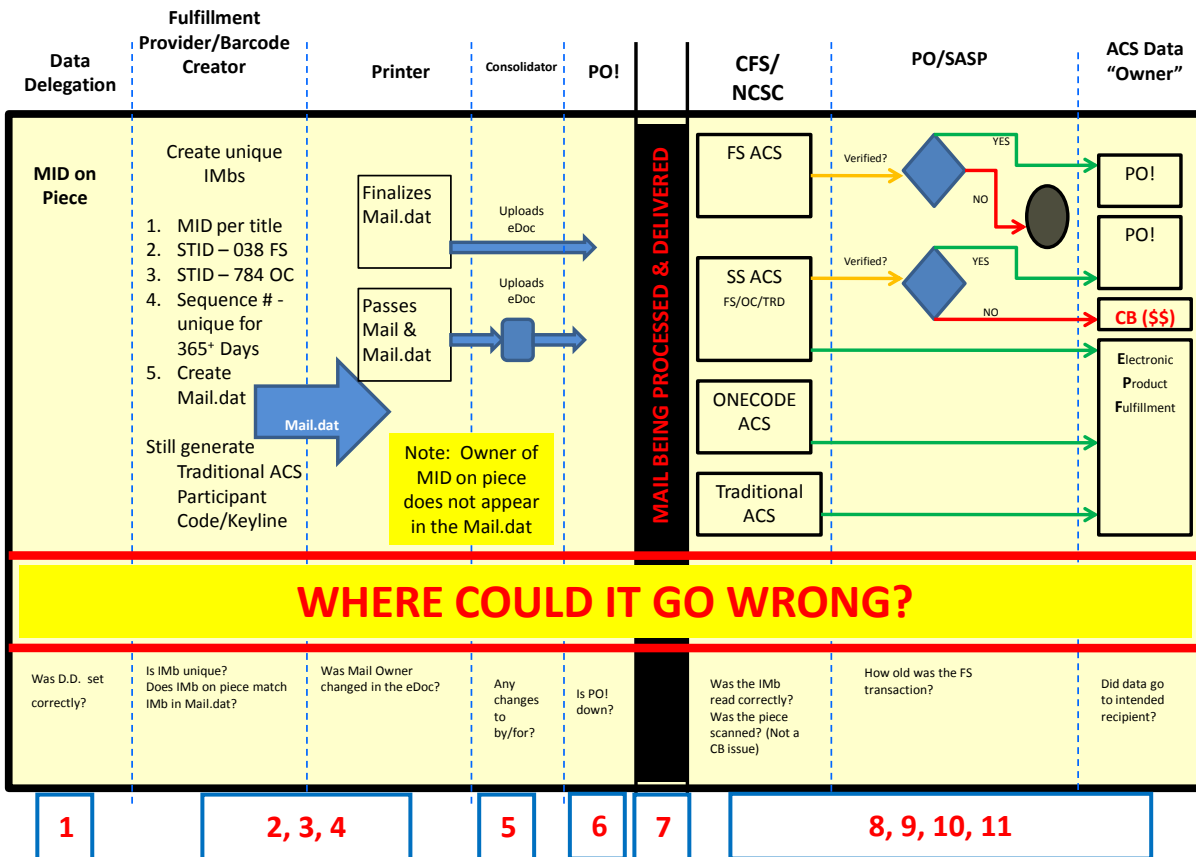 Data
Delegation
Fulfillment
Provider/Barcode
Creator
Printer
Consolidator
PO!
CFS/
NCSC
PO/SASP
ACS Data
“Owner”
MID on
Piece
Create unique
IMbs
1. MID per title
2. STID – 038 FS
3. STID – 784 OC
4. Sequence # -
unique for
365+ Days
5. Create
Mail.dat
Still generate
Traditional ACS
Participant
Code/Keyline
Mail.dat
Finalizes
Mail.dat
Passes
Mail &
Mail.dat
Uploads
eDoc
Uploads
eDoc
Note: Owner of
MID on piece
does not appear
in the Mail.dat
MAIL BEING PROCESSED & DELIVERED
FS ACS
Verified?
YES
NO
PO!
SS ACS
FS/OC/TRD
Verified?
YES
NO
PO!
CB ($$)
ONECODE
ACS
Traditional
ACS
Electronic
Product
Fulfillment
WHERE COULD IT GO WRONG?
Was D.D. set
correctly?
Is IMb unique?
Does IMb on piece match
IMb in Mail.dat?
Was Mail Owner
changed in the eDoc?
Any
changes
to
by/for?
Is PO!
down?
Was the IMb
read correctly?
Was the piece
scanned? (Not a
CB issue)
How old was the FS
transaction?
Did data go
to intended
recipient?
1
2, 3, 4
5
6
7
8, 9, 10, 11